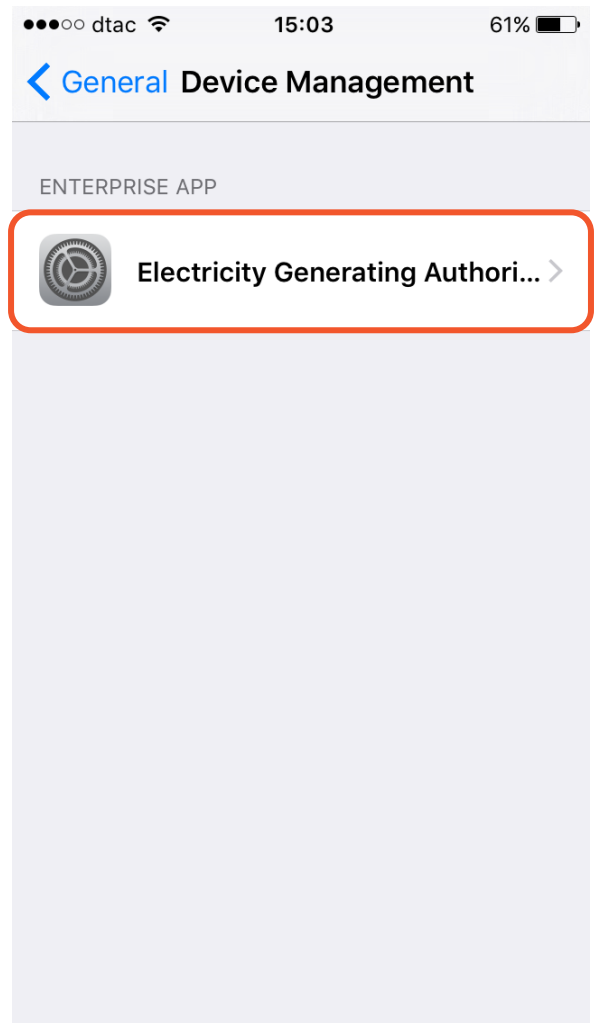 dtac 15:03 61%
General Device Management
ENTERPRISE APP
Electricity Generating Authori...